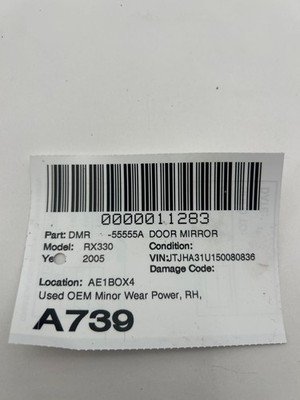 0000011283
Part: DMR -55555A DOOR MIRROR
Model: RX330 Condition:
2005 VIN:JTJHA31U150080836
Damage Code:
Location: AE1BOX4
Used OEM Minor Wear Power, RH,
A739